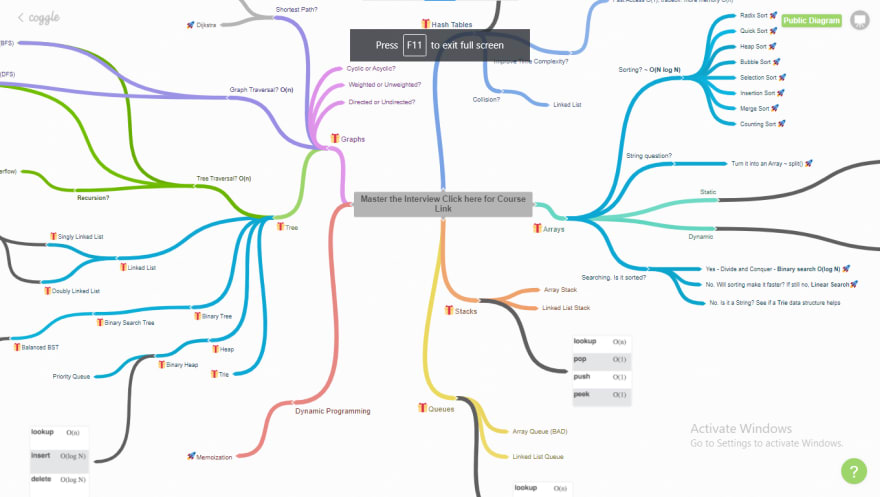 coggle
Shortest Path?
Dijkstra
BFS)
(DFS)
Graph Traversal? O(n)
Cyclic or Acyclic?
Weighted or Unweighted?
Directed or Undirected?
Graphs
Tree Traversal? O(n)
erflow)
Recursion?
Tree
Singly Linked List
Linked List
Doubly Linked List
Binary Tree
Binary Search Tree
Balanced BST
Heap
Binary Heap
Priority Queue
Trie
lookup O(n)
insert O(log N)
delete O(log N)
Dynamic Programming
Memoization
Hash Tables
Press F11 to exit full screen
Improve Time Complexity?
Collision?
Linked List
Master the Interview Click here for Course
Link
Public Diagram
Sorting? ~ O(N log N)
Radix Sort
Quick Sort
Heap Sort
Bubble Sort
Selection Sort
Insertion Sort
Merge Sort
Counting Sort
String question?
Turn it into an Array ~ split()
Static
Arrays
Dynamic
Searching, Is it sorted?
Yes - Divide and Conquer - Binary search O(log N)
No. Will sorting make it faster? If still no, Linear Search
No. Is it a String? See if a Trie data structure helps
Stacks
Array Stack
Linked List Stack
lookup O(n)
pop O(1)
push O(1)
peek O(1)
Queues
Array Queue (BAD)
Linked List Queue
lookup O(n)
Activate Windows
Go to Settings to activate Windows.
?